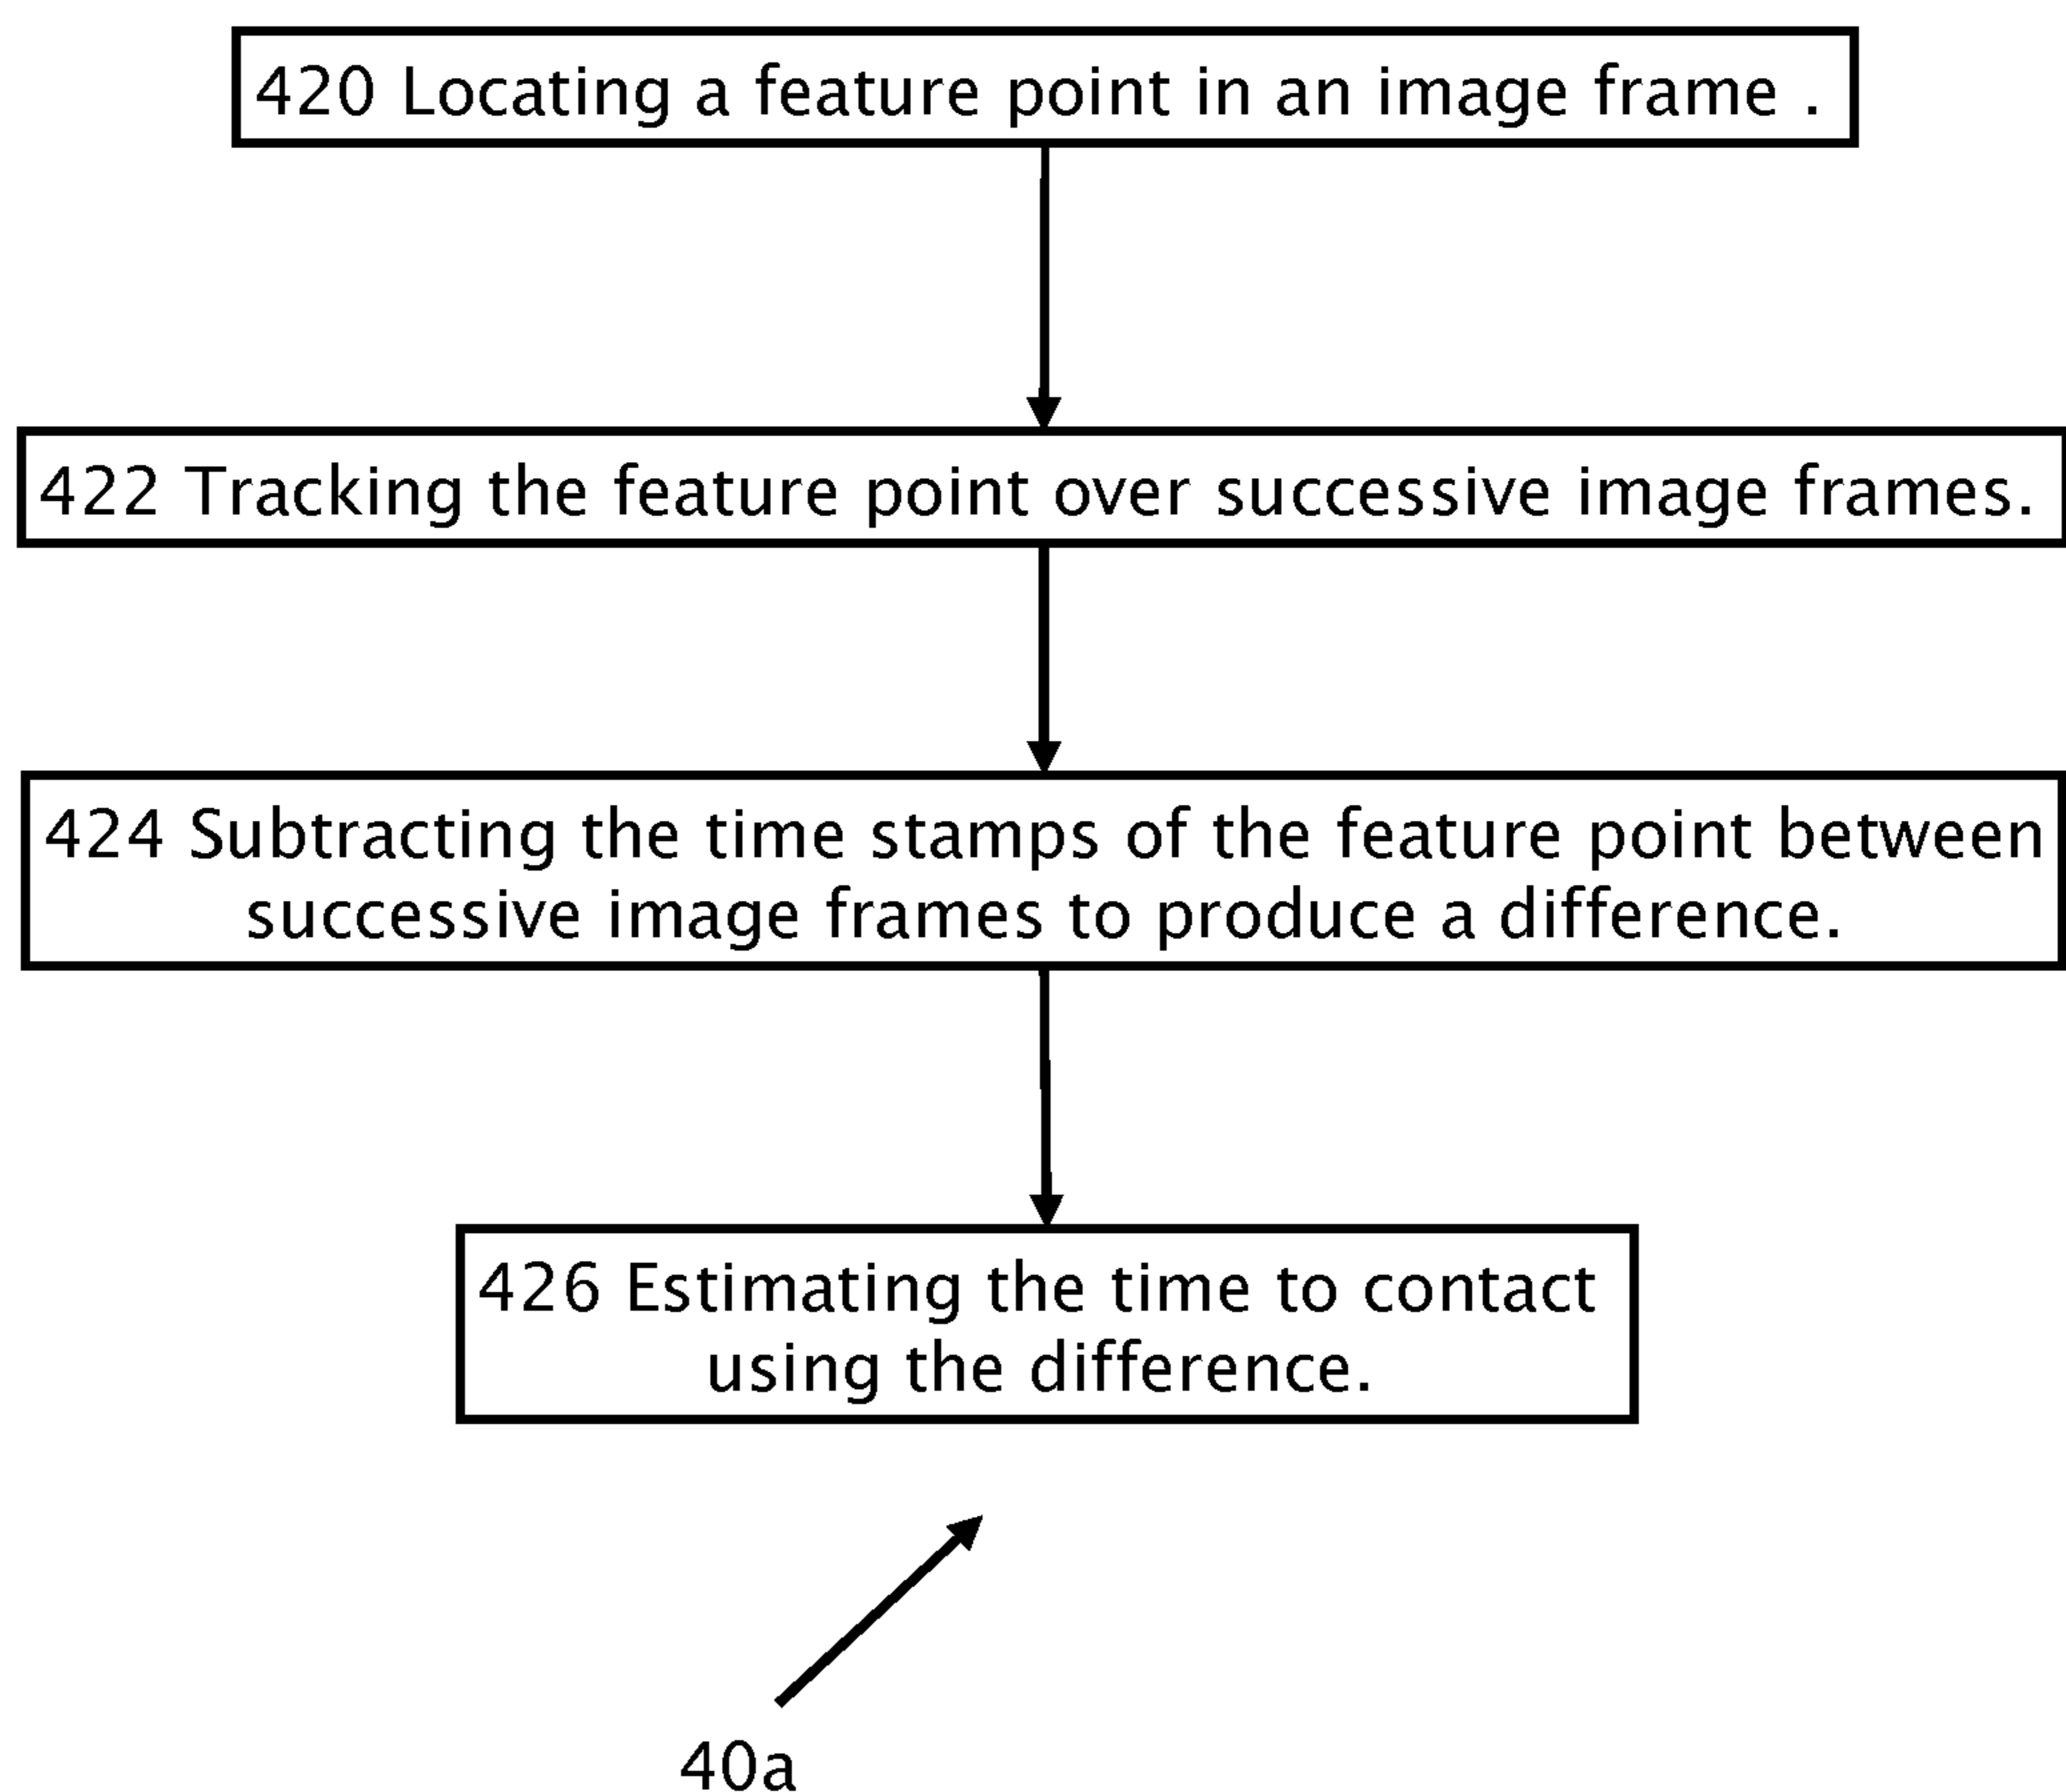 420 Locating a feature point in an image frame .
422 Tracking the feature point over successive image frames.
424 Subtracting the time stamps of the feature point between
successive image frames to produce a difference.
426 Estimating the time to contact
using the difference.
40a